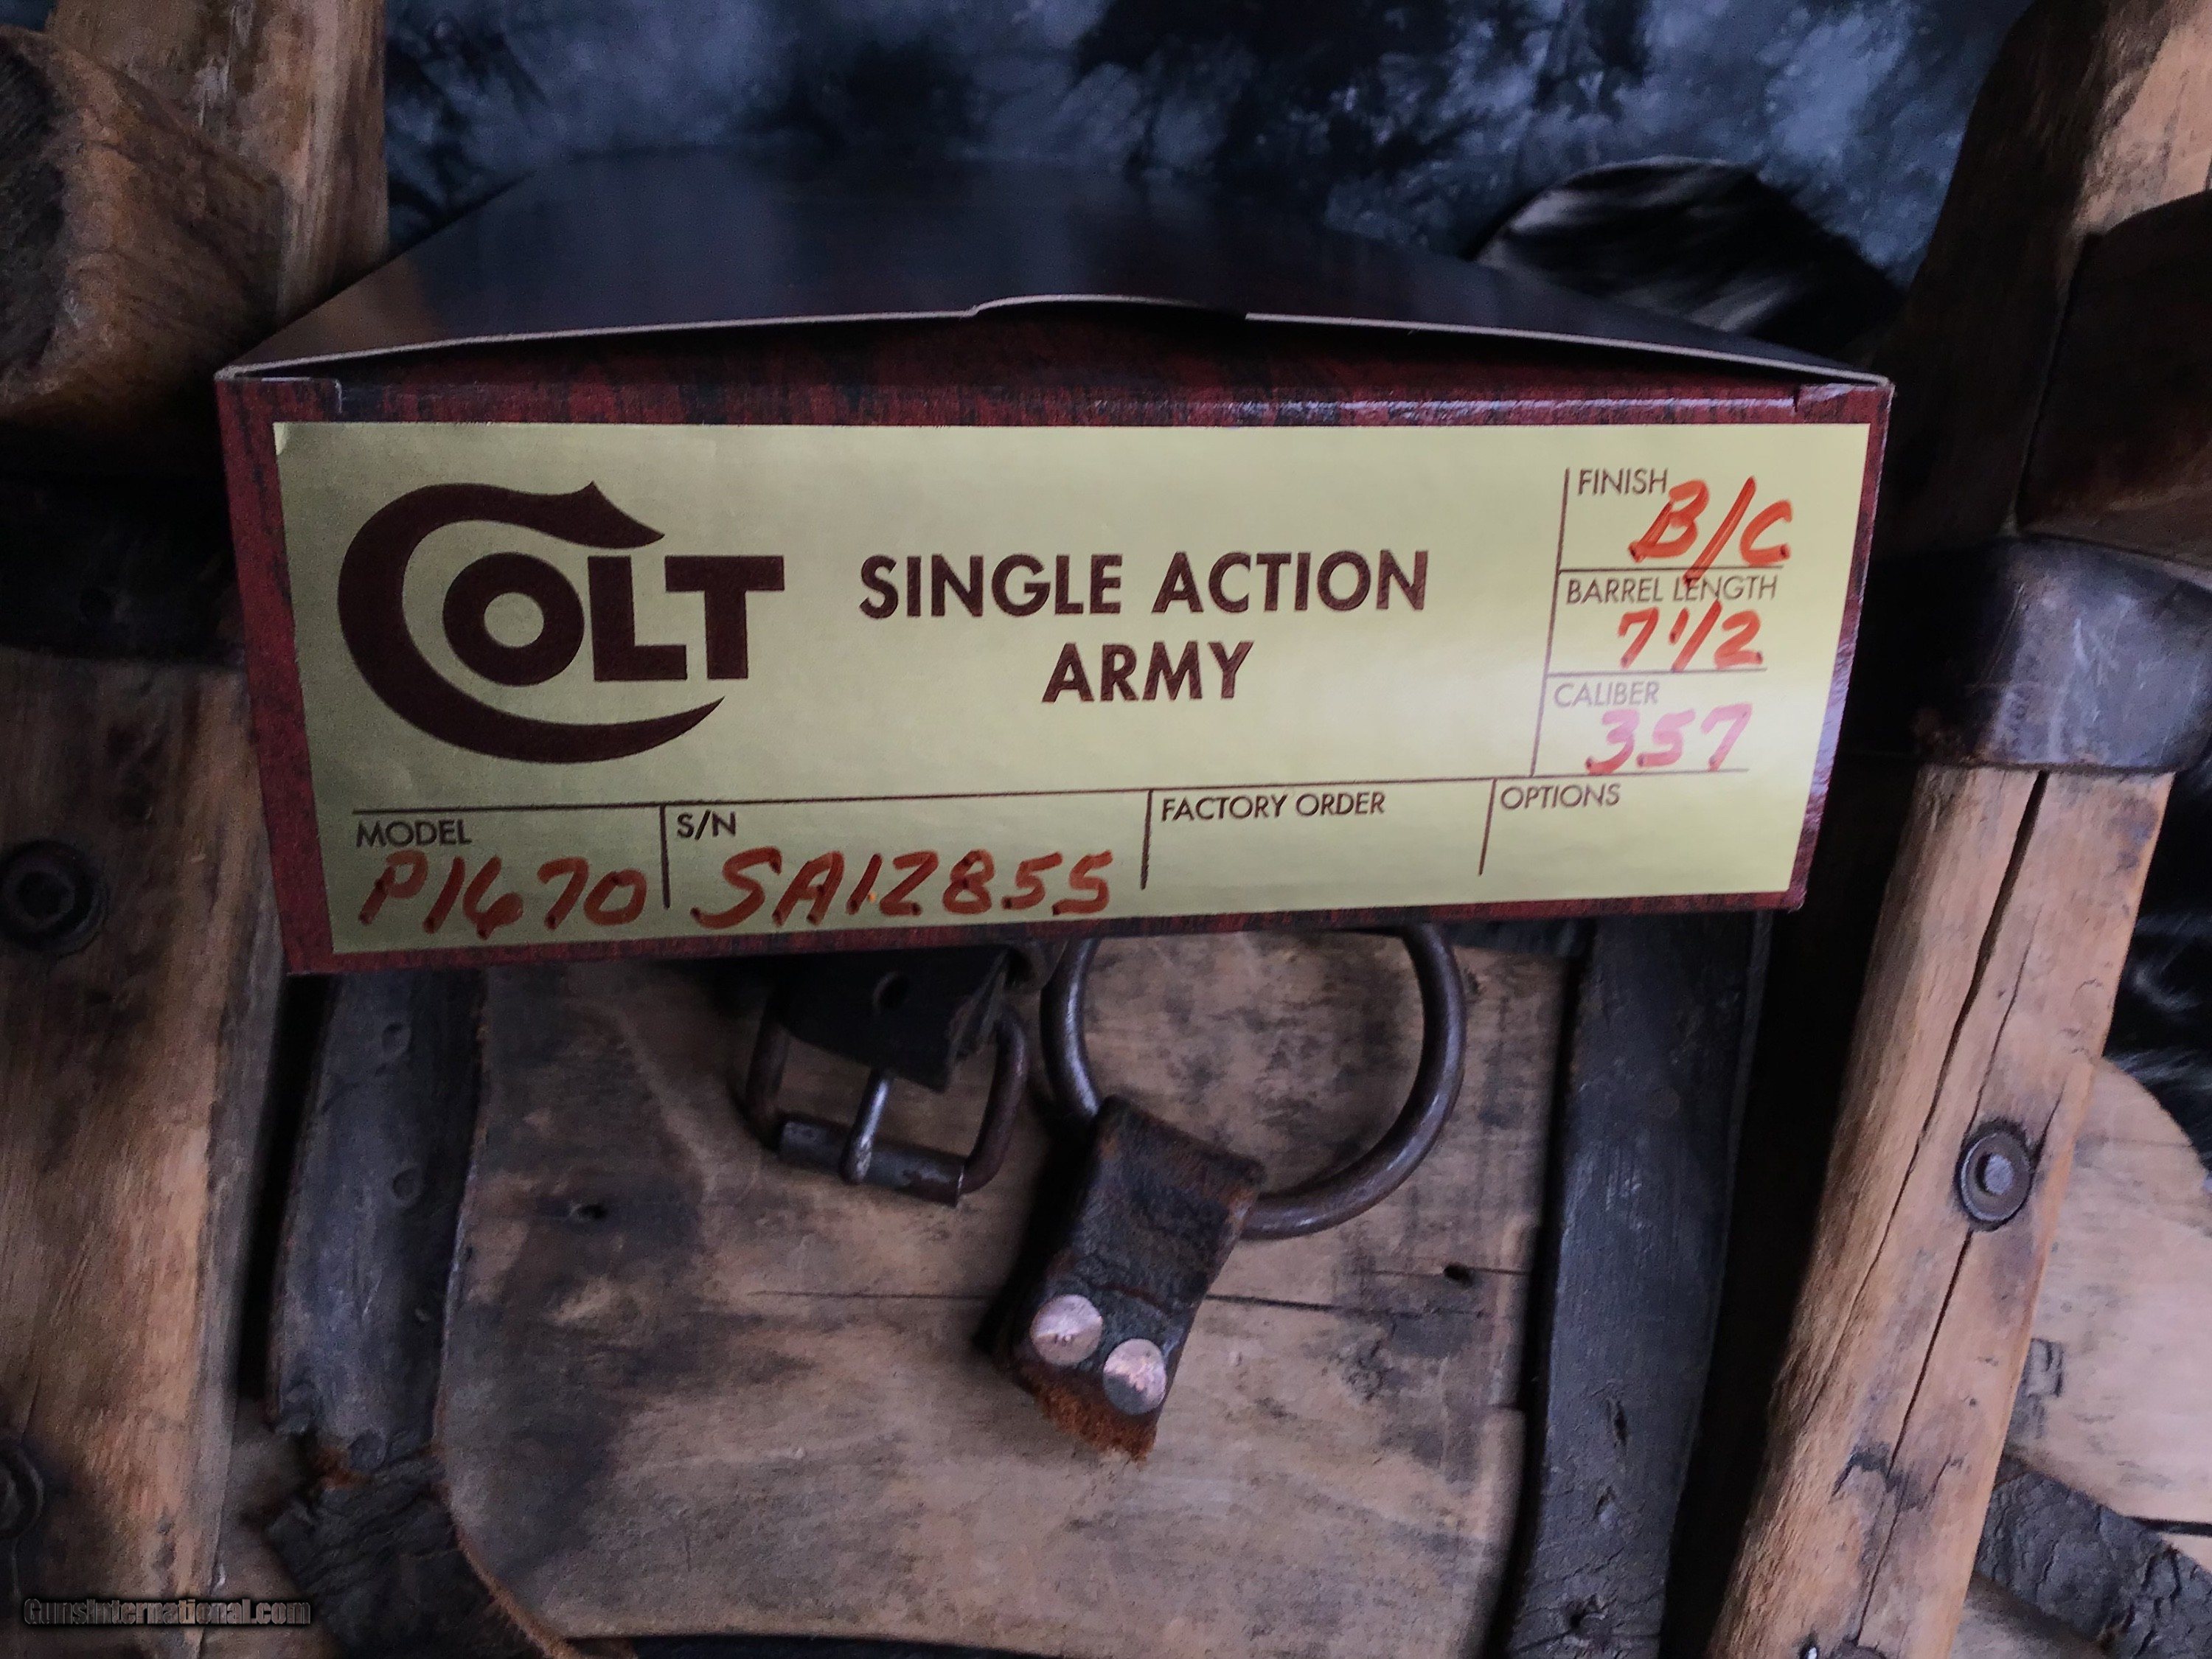 COLT
SINGLE ACTION
ARMY
FINISH
B/C
BARREL LENGTH
7 1/2
CALIBER
357
MODEL
P1670
S/N
SA12855
FACTORY ORDER
OPTIONS
GunsInternational.com